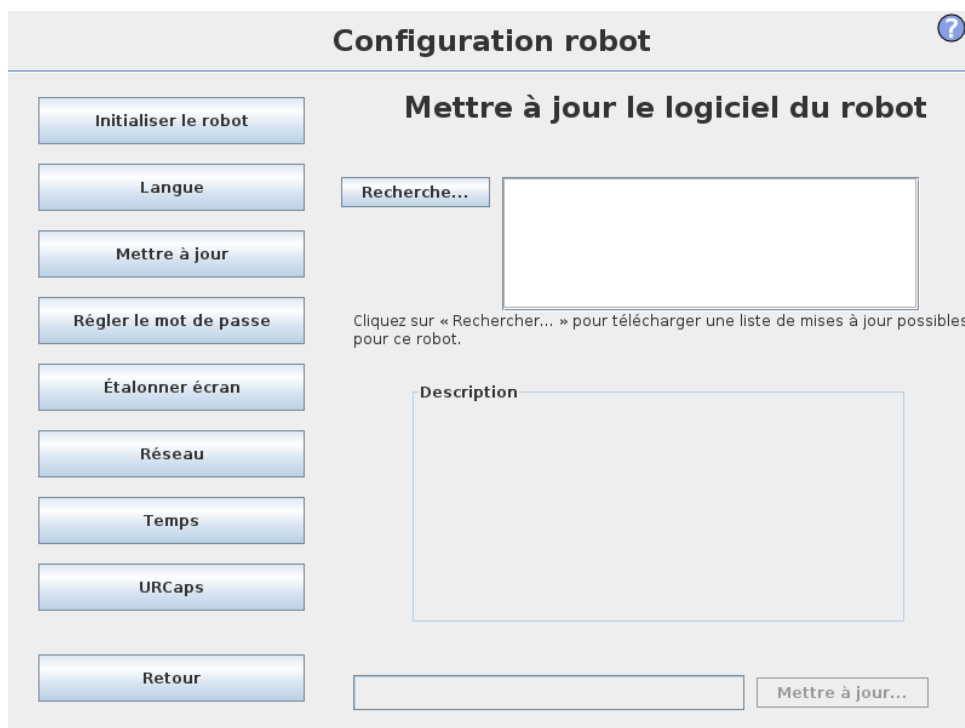 Configuration robot
?
Initialiser le robot
Langue
Mettre à jour
Régler le mot de passe
Étalonner écran
Réseau
Temps
URCaps
Retour
Mettre à jour le logiciel du robot
Recherche...
Cliquez sur « Rechercher... » pour télécharger une liste de mises à jour possibles
pour ce robot.
Description
Mettre à jour...